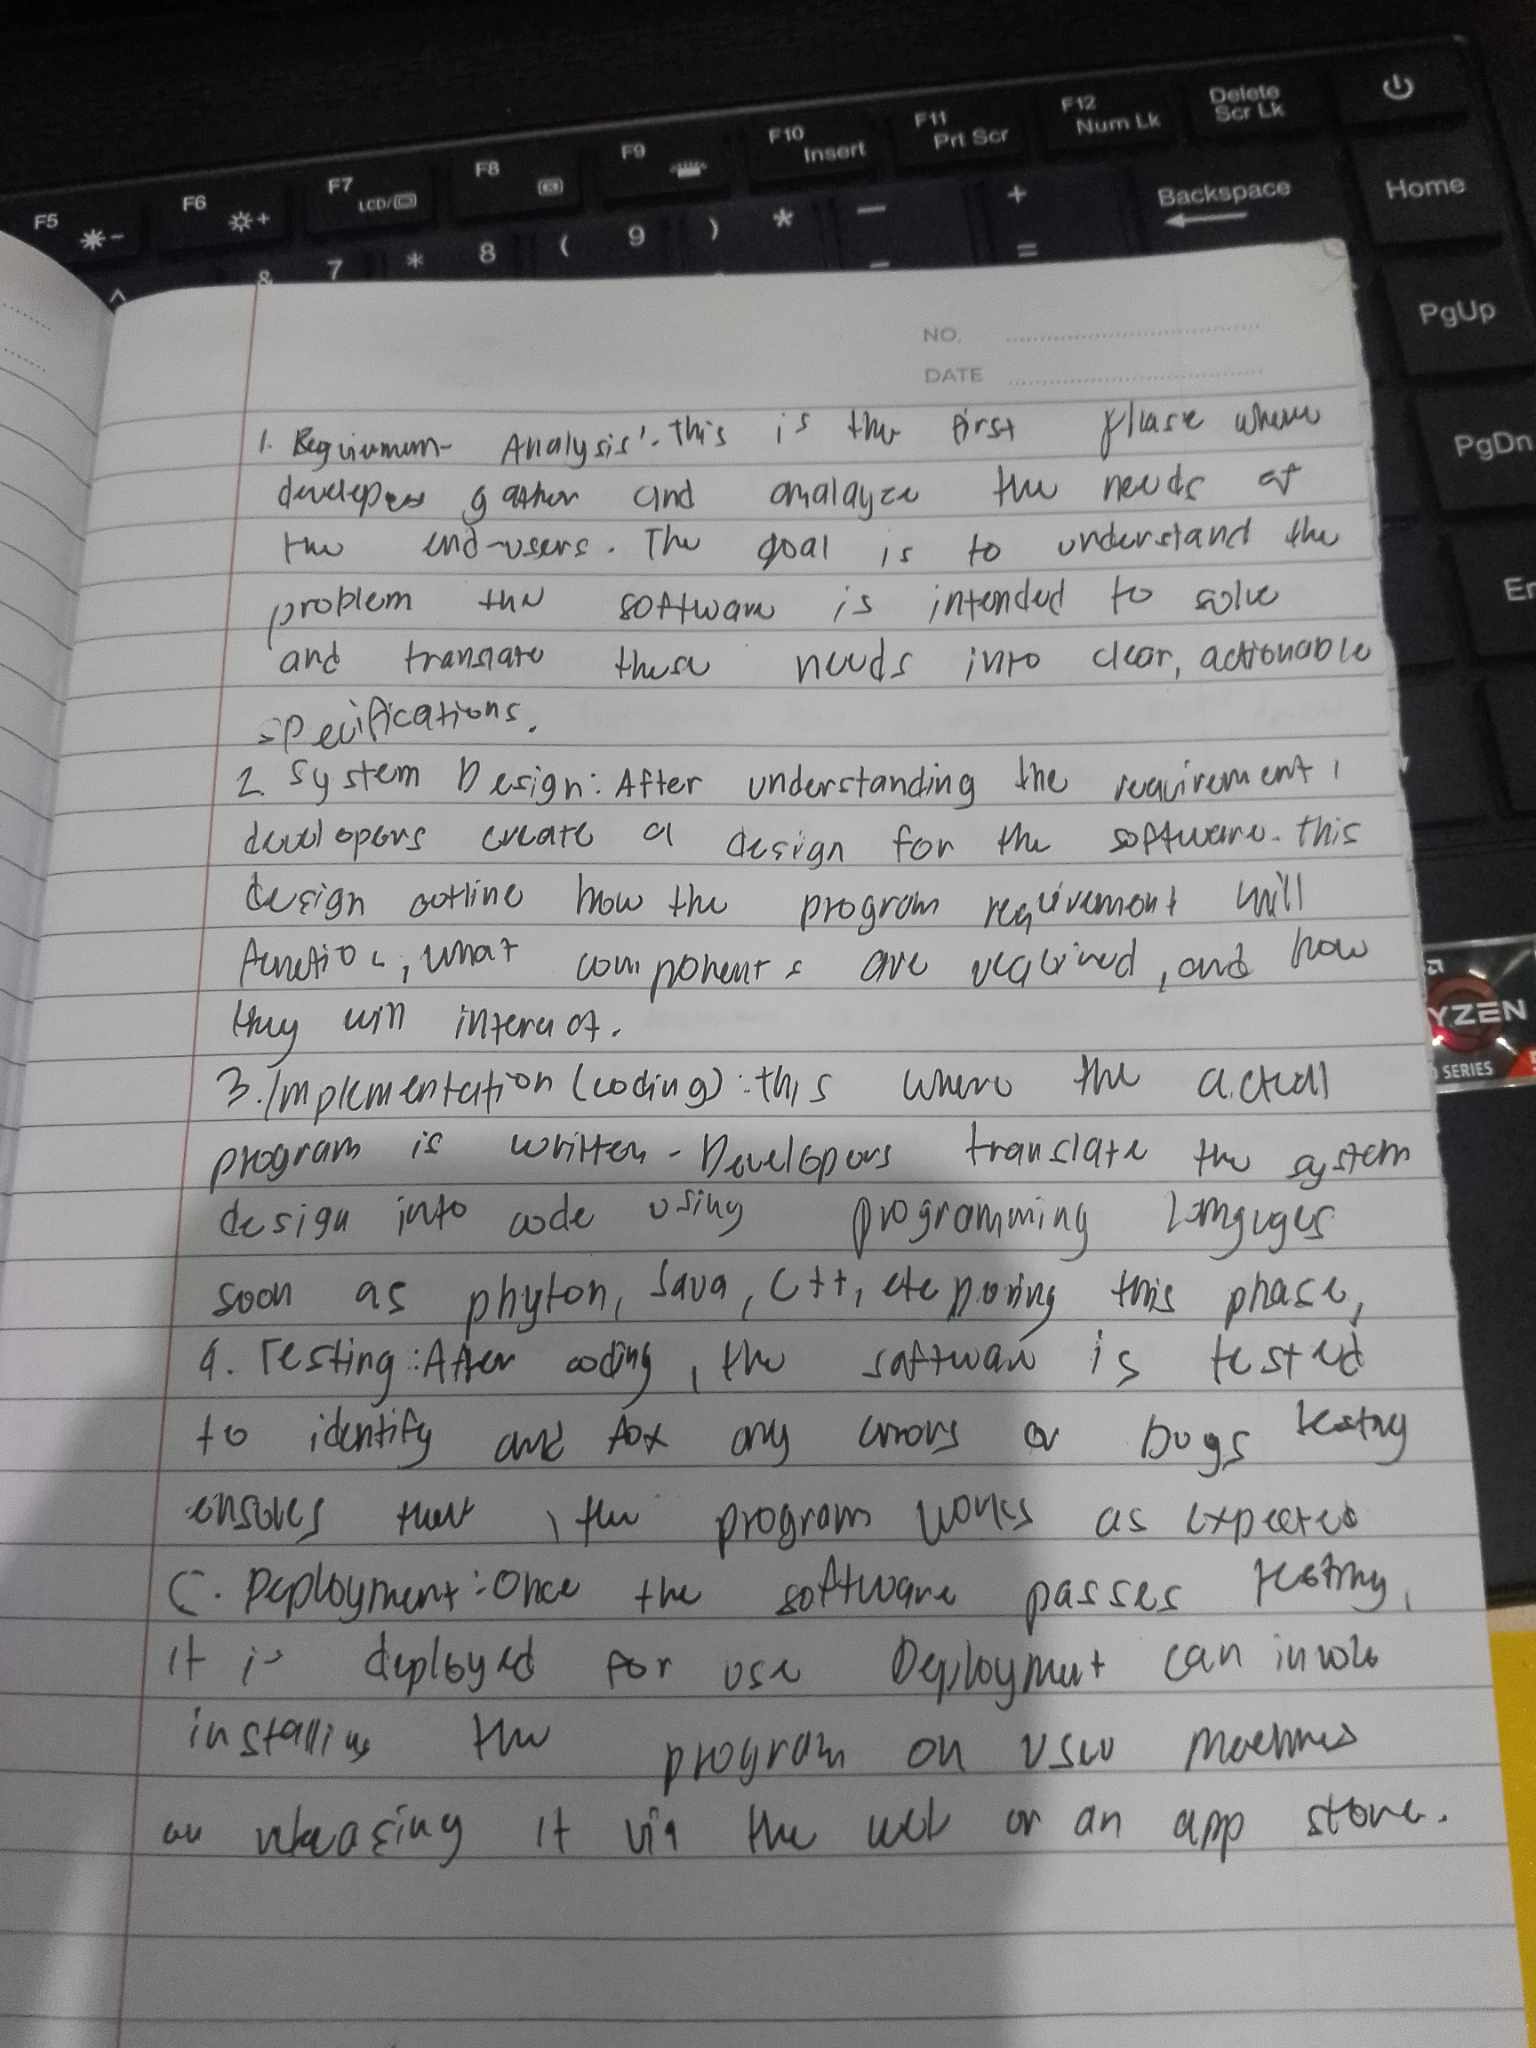 F5
F6
F7 LCD/
F8
F9
F10 Insert
F11 Prt Scr
F12 Num Lk
Delete Scr Lk
Home
Backspace
+ =
— –
) *
( 9
* 8
& 7
^
PgUp
PgDn
YZEN
SERIES
NO.
DATE
1. Requirement Analysis: This is the first phase where
developers gather and analayze the needs of
the end-users. The goal is to understand the
problem the software is intended to solve
and translate these needs into clear, actionable
specifications.
2. System Design: After understanding the requirement,
developers create a design for the software. this
design outline how the program requirement will
function, what components are required, and how
they will interact.
3. Implementation (coding): this where the actual
program is written. Developers translate the system
design into code using programming languges
soon as phyton, Java, C++, etc During this phase,
4. Testing: After coding, the software is tested
to identify and fox any errors or bugs testing
ensures that, the program works as expected
5. Deployment: Once the software passes testing,
it is deployed for use Deployment can involve
installing the program on user machines
or releasing it via the web or an app store.